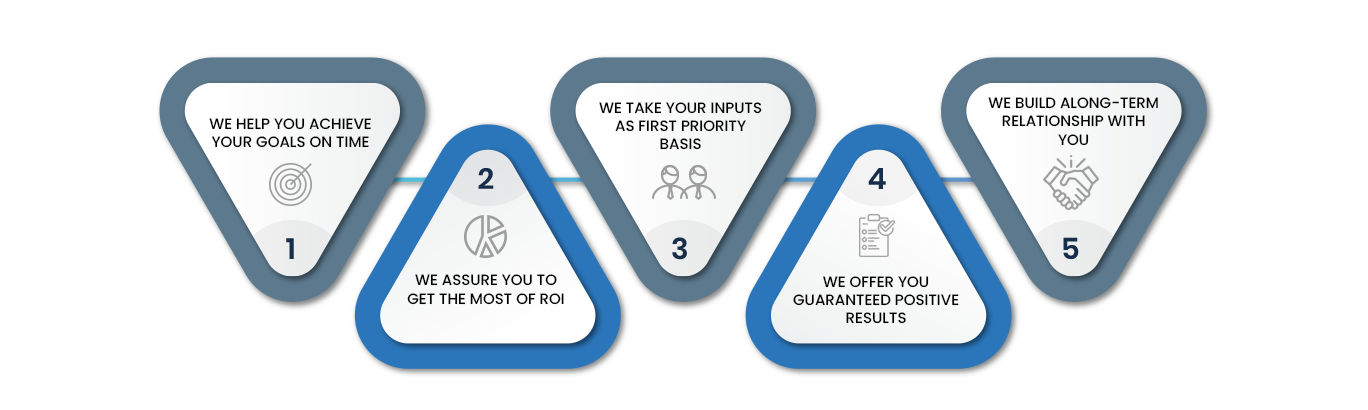 WE HELP YOU ACHIEVE
YOUR GOALS ON TIME
1
2
WE ASSURE YOU TO
GET THE MOST OF ROI
WE TAKE YOUR INPUTS
AS FIRST PRIORITY
BASIS
3
4
WE OFFER YOU
GUARANTEED POSITIVE
RESULTS
WE BUILD ALONG-TERM
RELATIONSHIP WITH
YOU
5